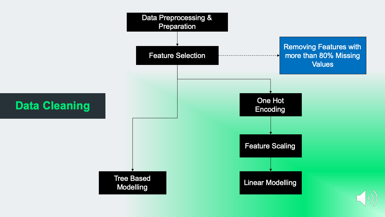 Data Preprocessing &
Preparation
Feature Selection
Removing Features with
more than 80% Missing
Values
Data Cleaning
One Hot
Encoding
Feature Scaling
Tree Based
Modelling
Linear Modelling